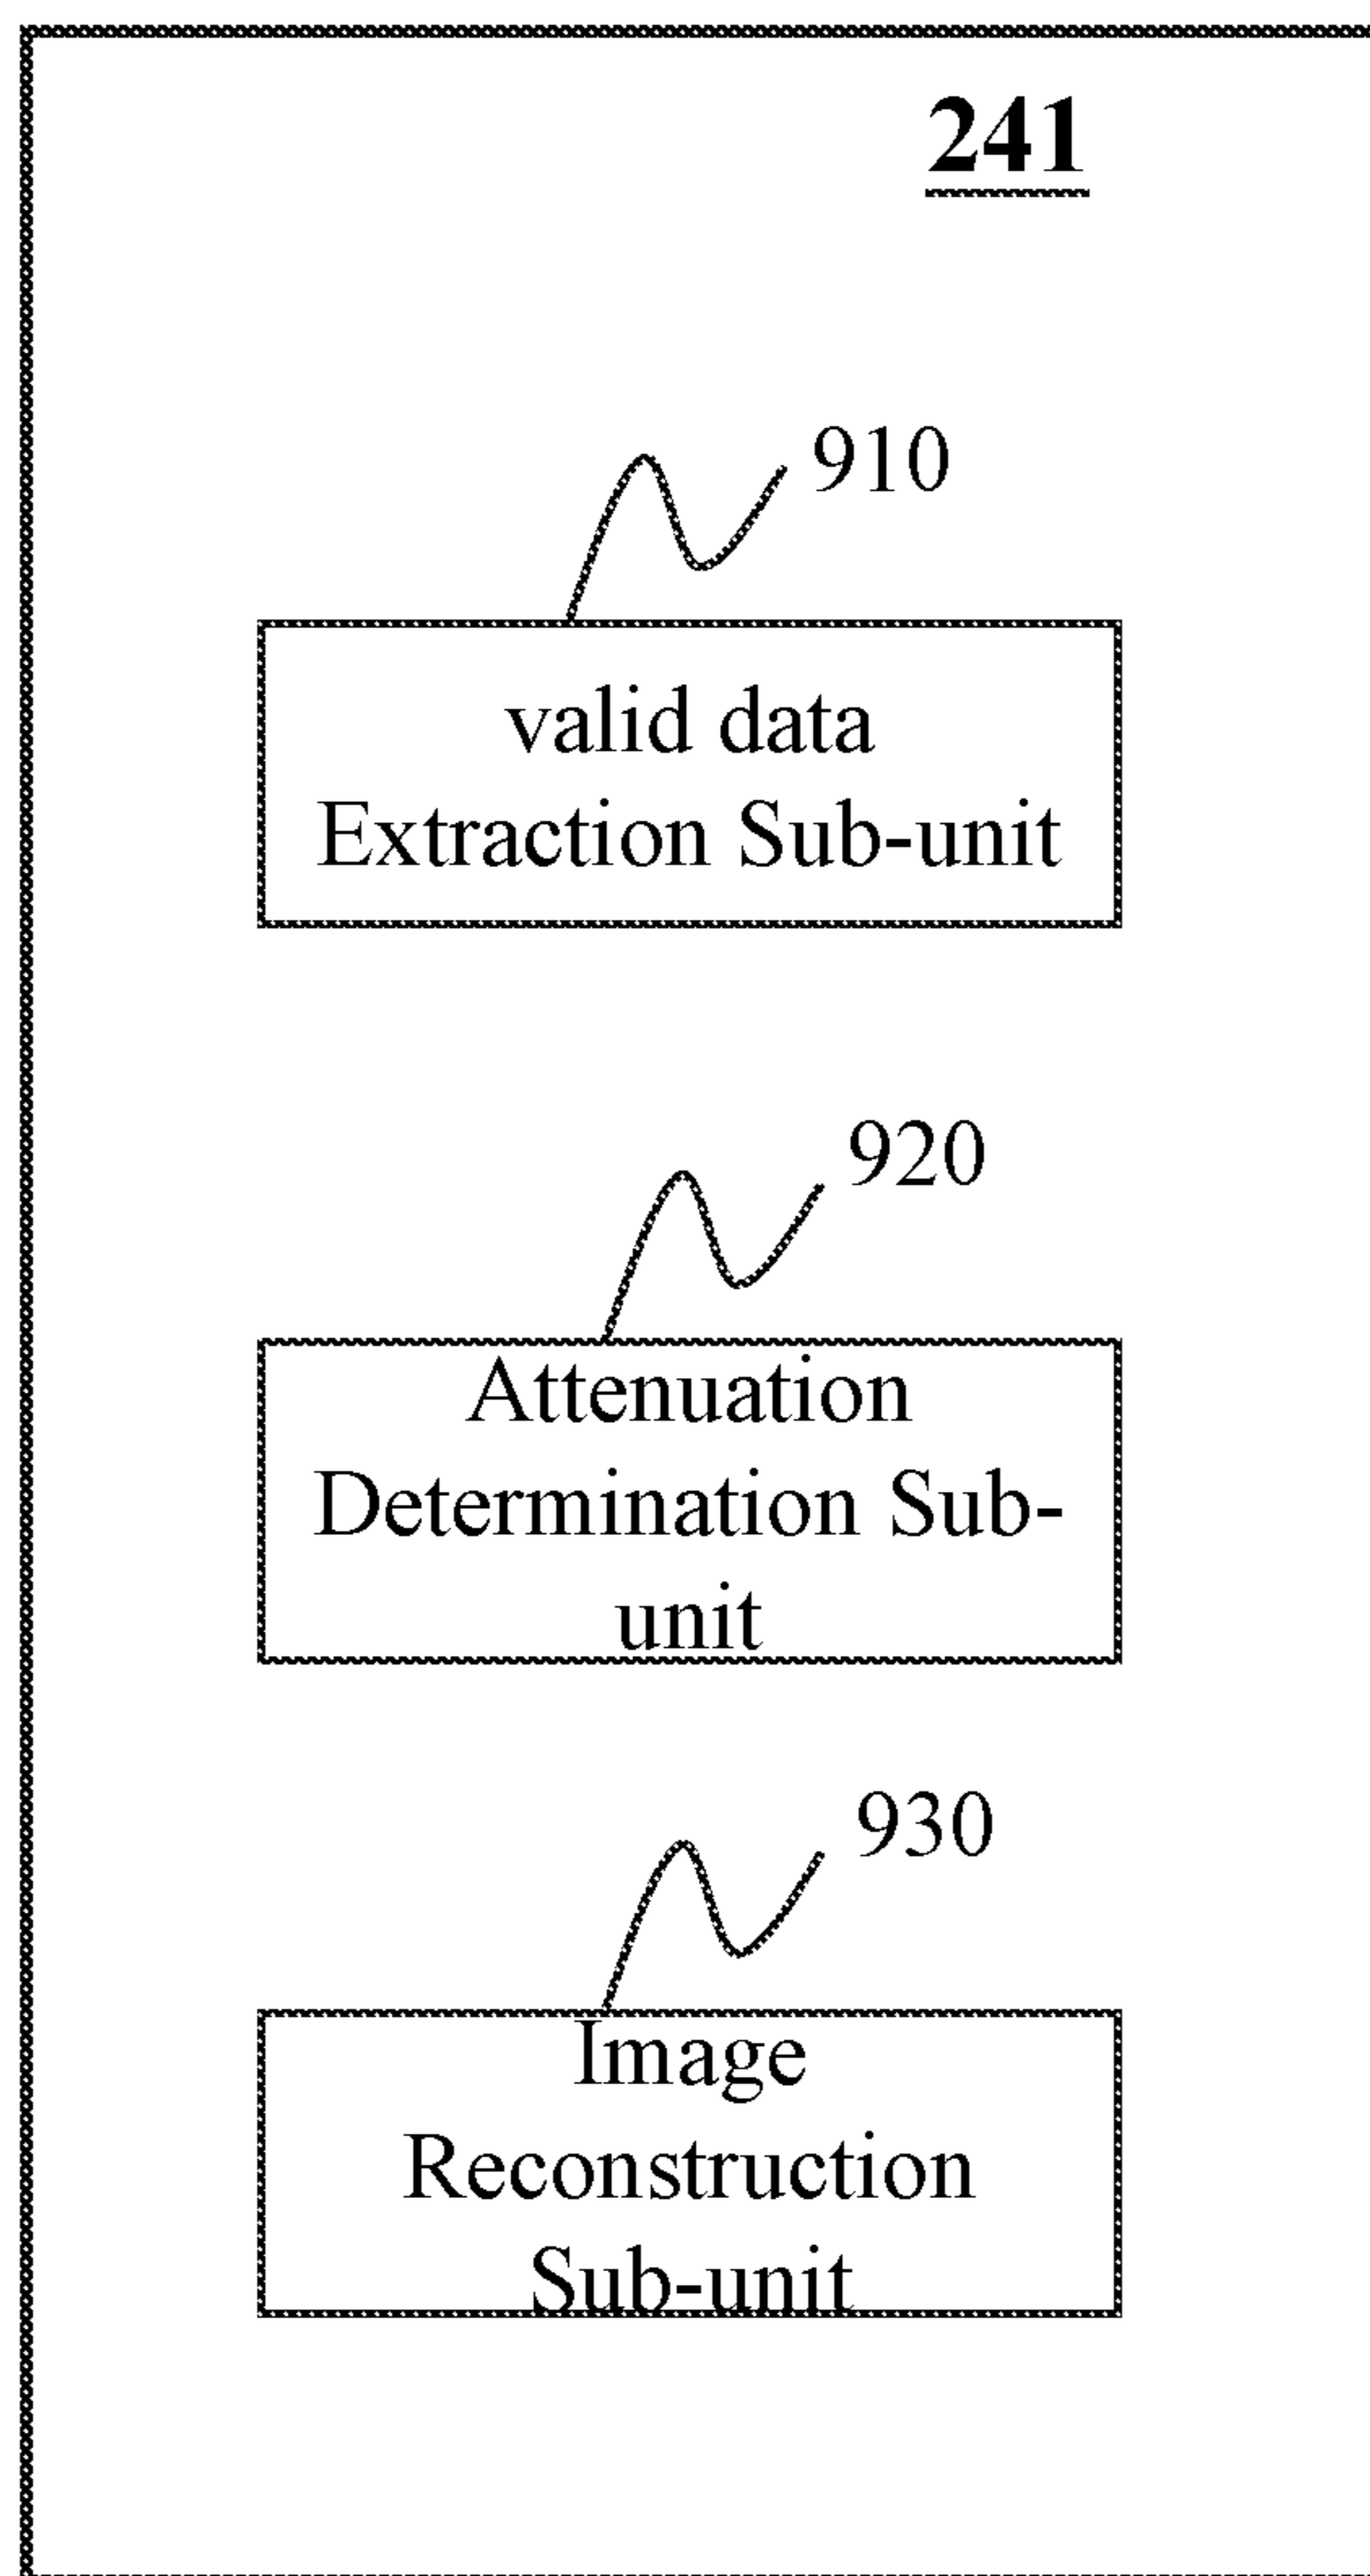 241
910
valid data
Extraction Sub-unit
920
Attenuation
Determination Sub-
unit
930
Image
Reconstruction
Sub-unit